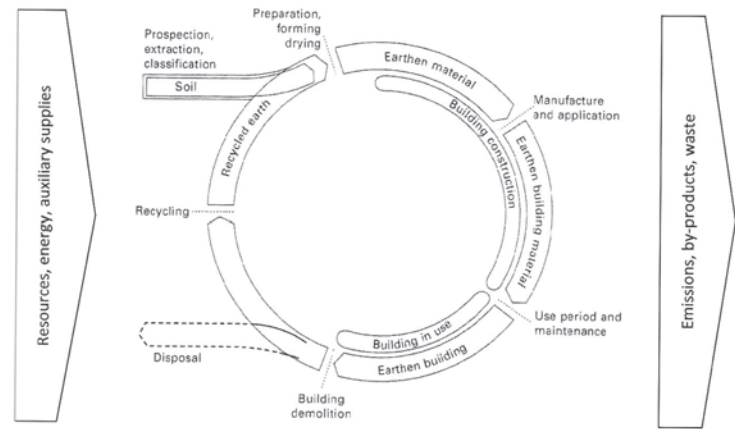 Resources, energy, auxiliary supplies
Prospection,
extraction,
classification
Soil
Preparation,
forming
drying
Earthen material
Manufacture
and application
Building construction
Earthen building material
Use period and
maintenance
Building in use
Earthen building
Building
demolition
Disposal
Recycling
Recycled earth
Emissions, by-products, waste